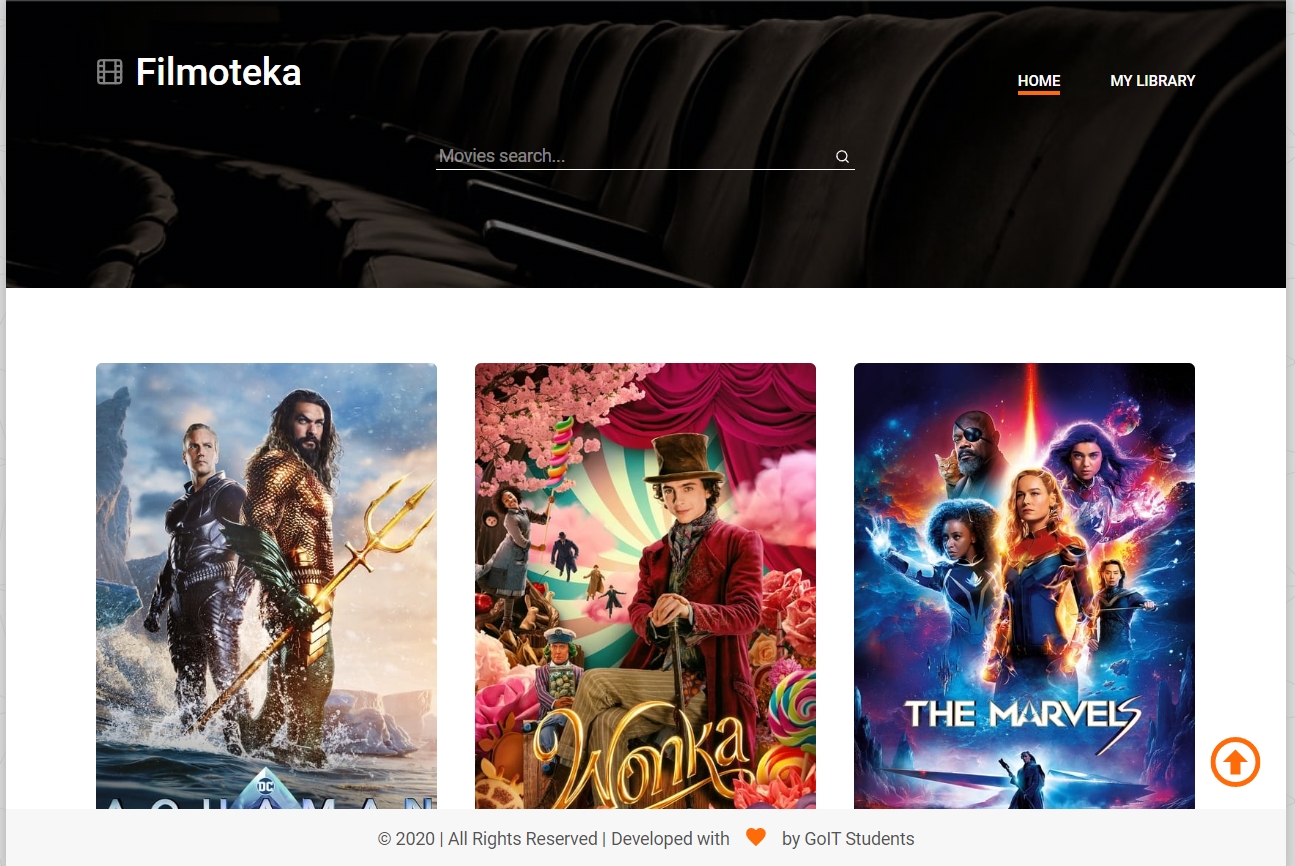 Filmoteka
HOME
MY LIBRARY
Movies search...
Wonka
THE MARVELS
DC
AQUAMAN
© 2020 | All Rights Reserved | Developed with by GoIT Students